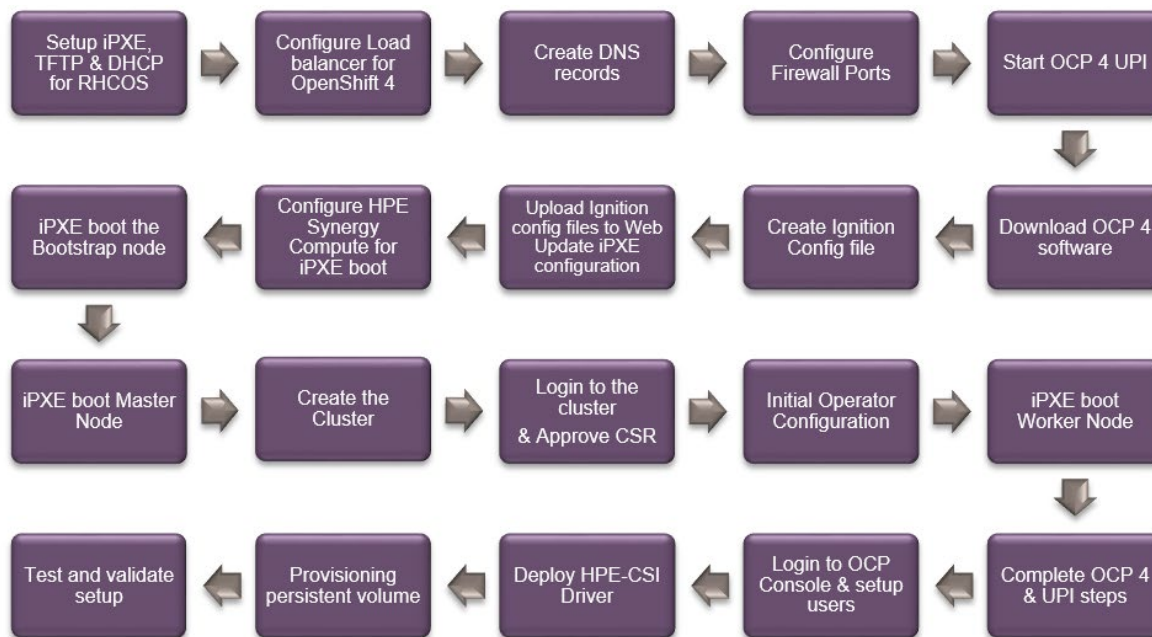 Setup iPXE,
TFTP & DHCP
for RHCOS
Configure Load
balancer for
OpenShift 4
Create DNS
records
Configure
Firewall Ports
Start OCP 4 UPI
Download OCP 4
software
Create Ignition
Config file
Upload Ignition
config files to Web
Update iPXE
configuration
Configure HPE
Synergy
Compute for
iPXE boot
iPXE boot the
Bootstrap node
iPXE boot Master
Node
Create the
Cluster
Login to the
cluster
& Approve CSR
Initial Operator
Configuration
iPXE boot
Worker Node
Complete OCP 4
& UPI steps
Login to OCP
Console & setup
users
Deploy HPE-CSI
Driver
Provisioning
persistent volume
Test and validate
setup